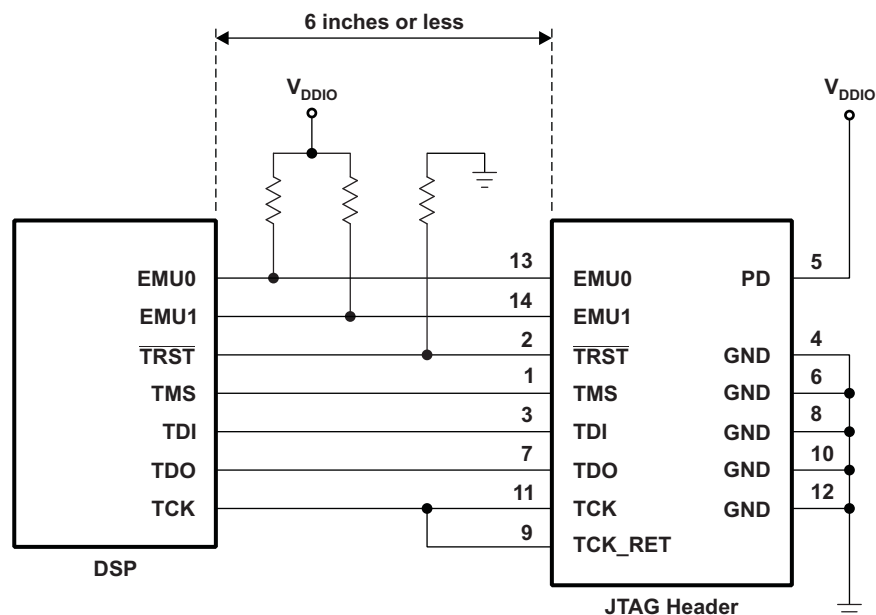 6 inches or less
VDDIO
VDDIO
13
EMU0
EMU0
PD
5
14
EMU1
EMU1
2
TRST
TRST
GND
4
1
TMS
TMS
GND
6
3
TDI
TDI
GND
8
7
TDO
TDO
GND
10
11
TCK
TCK
GND
12
9
TCK_RET
DSP
JTAG Header